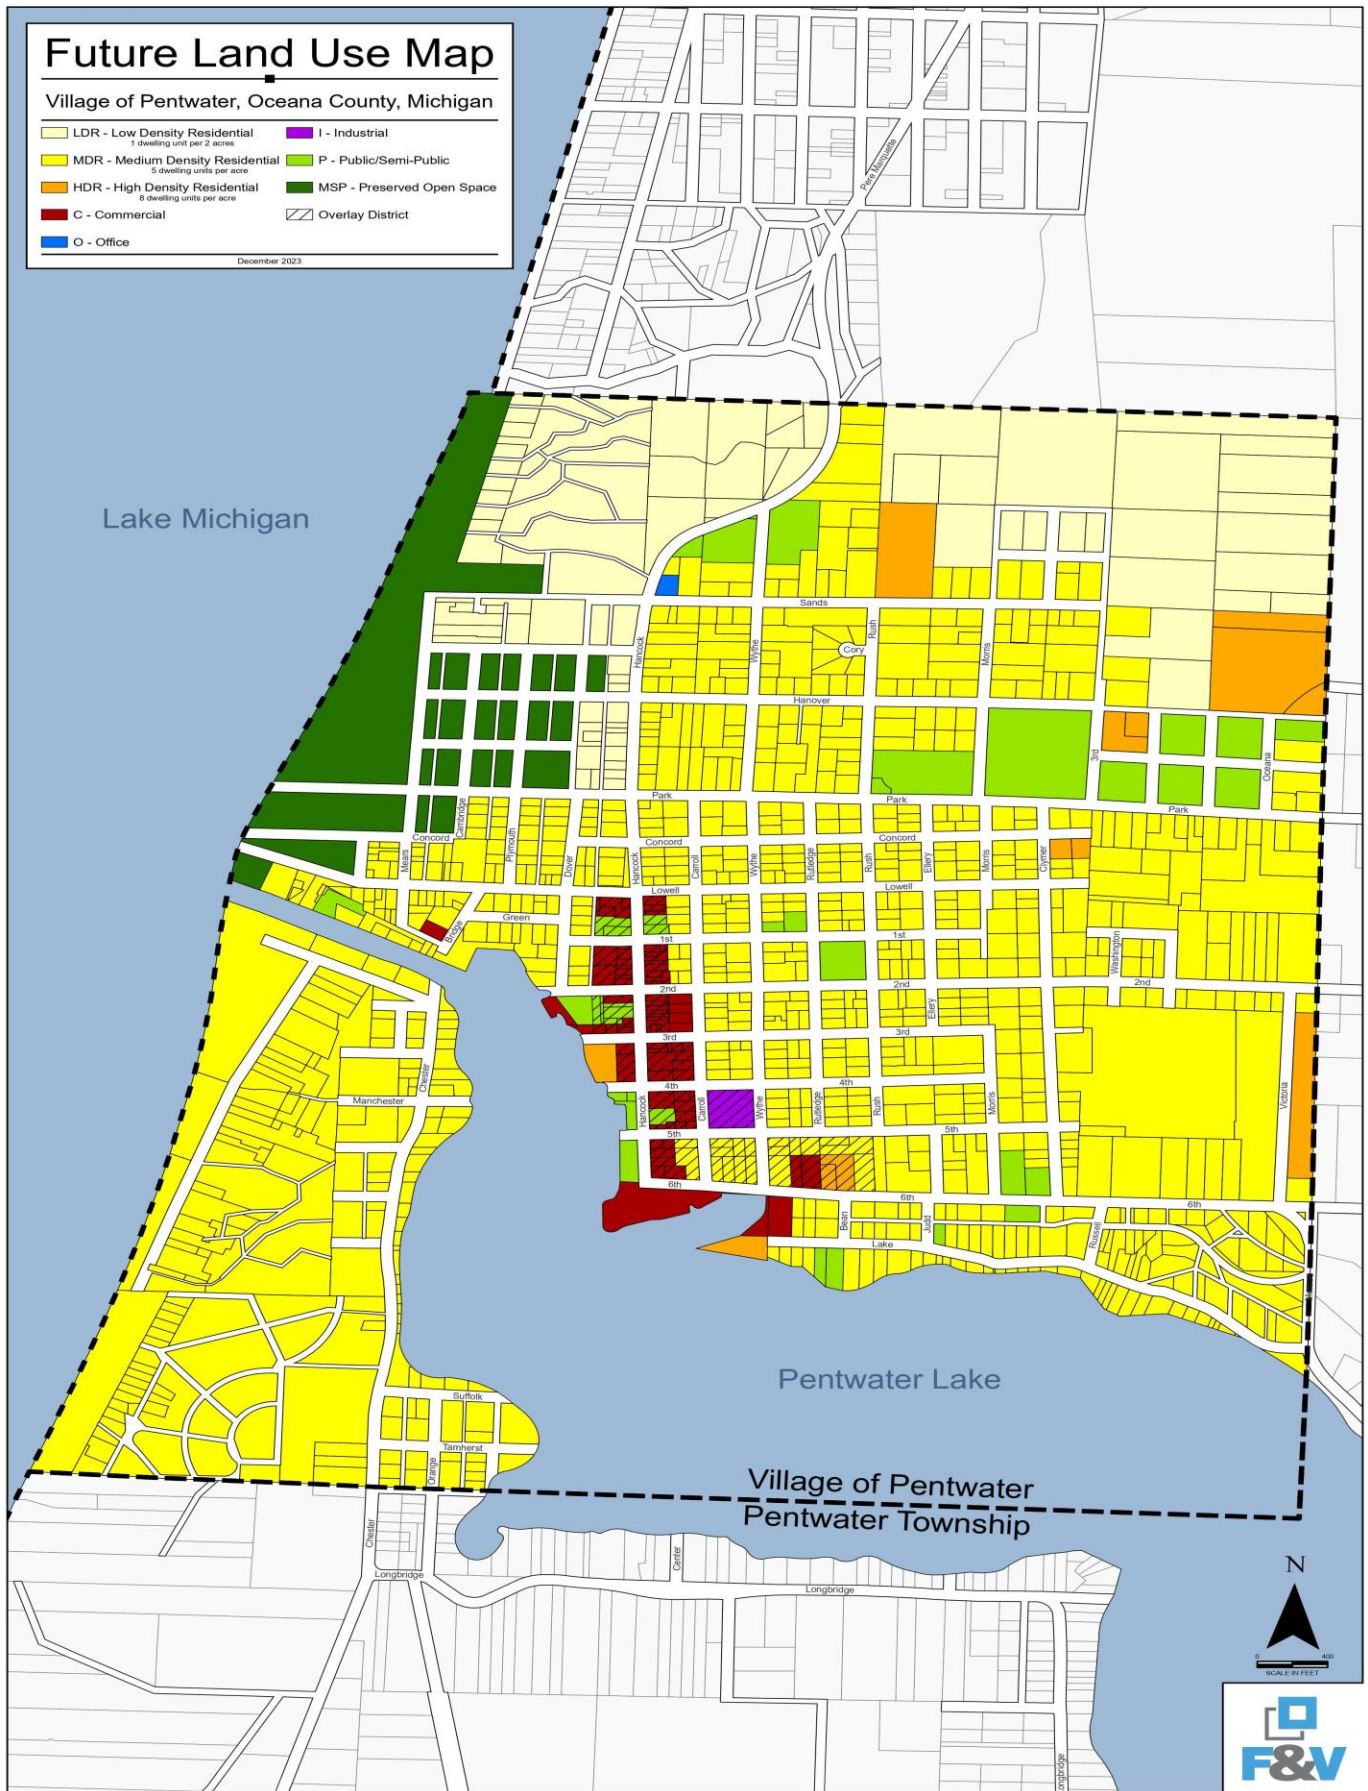 Future Land Use Map
Village of Pentwater, Oceana County, Michigan
LDR - Low Density Residential
1 dwelling unit per 2 acres
MDR - Medium Density Residential
5 dwelling units per acre
HDR - High Density Residential
8 dwelling units per acre
C - Commercial
O - Office
I - Industrial
P - Public/Semi-Public
MSP - Preserved Open Space
Overlay District
December 2023
Pere Marquette
Lake Michigan
Sands
Hancock
Wythe
Cory
Rush
Morris
Hanover
3rd
Oceana
Park
Park
Park
Concord
Cambridge
Plymouth
Mears
Dover
Hancock
Concord
Carroll
Wythe
Rutledge
Rush
Concord
Ellery
Morris
Clymer
Lowell
Lowell
Green
Bridge
1st
1st
Washington
2nd
2nd
2nd
Ellery
3rd
3rd
Chester
4th
4th
Manchester
Hancock
Carroll
Wythe
Rutledge
Rush
Morris
Victoria
5th
5th
6th
6th
6th
Bean
Judd
Russell
Lake
Pentwater Lake
Suffolk
Tamherst
Orange
Village of Pentwater
Pentwater Township
Chester
Center
Longbridge
Longbridge
Longbridge
N
0 400
SCALE IN FEET
F&V